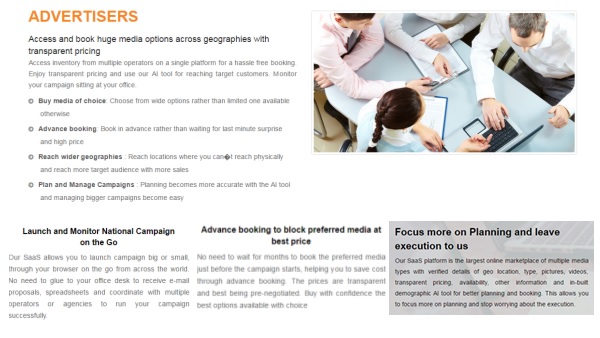 ADVERTISERS
Access and book huge media options across geographies with
transparent pricing
Access inventory from multiple operators on a single platform for a hassle free booking.
Enjoy transparent pricing and use our AI tool for reaching target customers. Monitor
your campaign sitting at your office.
Buy media of choice: Choose from wide options rather than limited one available
otherwise
Advance booking: Book in advance rather than waiting for last minute surprise
and high price
Reach wider geographies : Reach locations where you can�t reach physically
and reach more target audience with more sales
Plan and Manage Campaigns : Planning becomes more accurate with the AI tool
and managing bigger campaigns become easy
Launch and Monitor National Campaign
on the Go
Our SaaS allows you to launch campaign big or small,
through your browser on the go from across the world.
No need to glue to your office desk to receive e-mail
proposals, spreadsheets and coordinate with multiple
operators or agencies to run your campaign
successfully.
Advance booking to block preferred media at
best price
No need to wait for months to book the preferred media
just before the campaign starts, helping you to save cost
through advance booking. The prices are transparent
and best being pre-negotiated. Buy with confidence the
best options available with choice
Focus more on Planning and leave
execution to us
Our SaaS platform is the largest online marketplace of multiple media
types with verified details of geo location, type, pictures, videos,
transparent pricing, availability, other information and in-built
demographic AI tool for better planning and booking. This allows you
to focus more on planning and stop worrying about the execution.